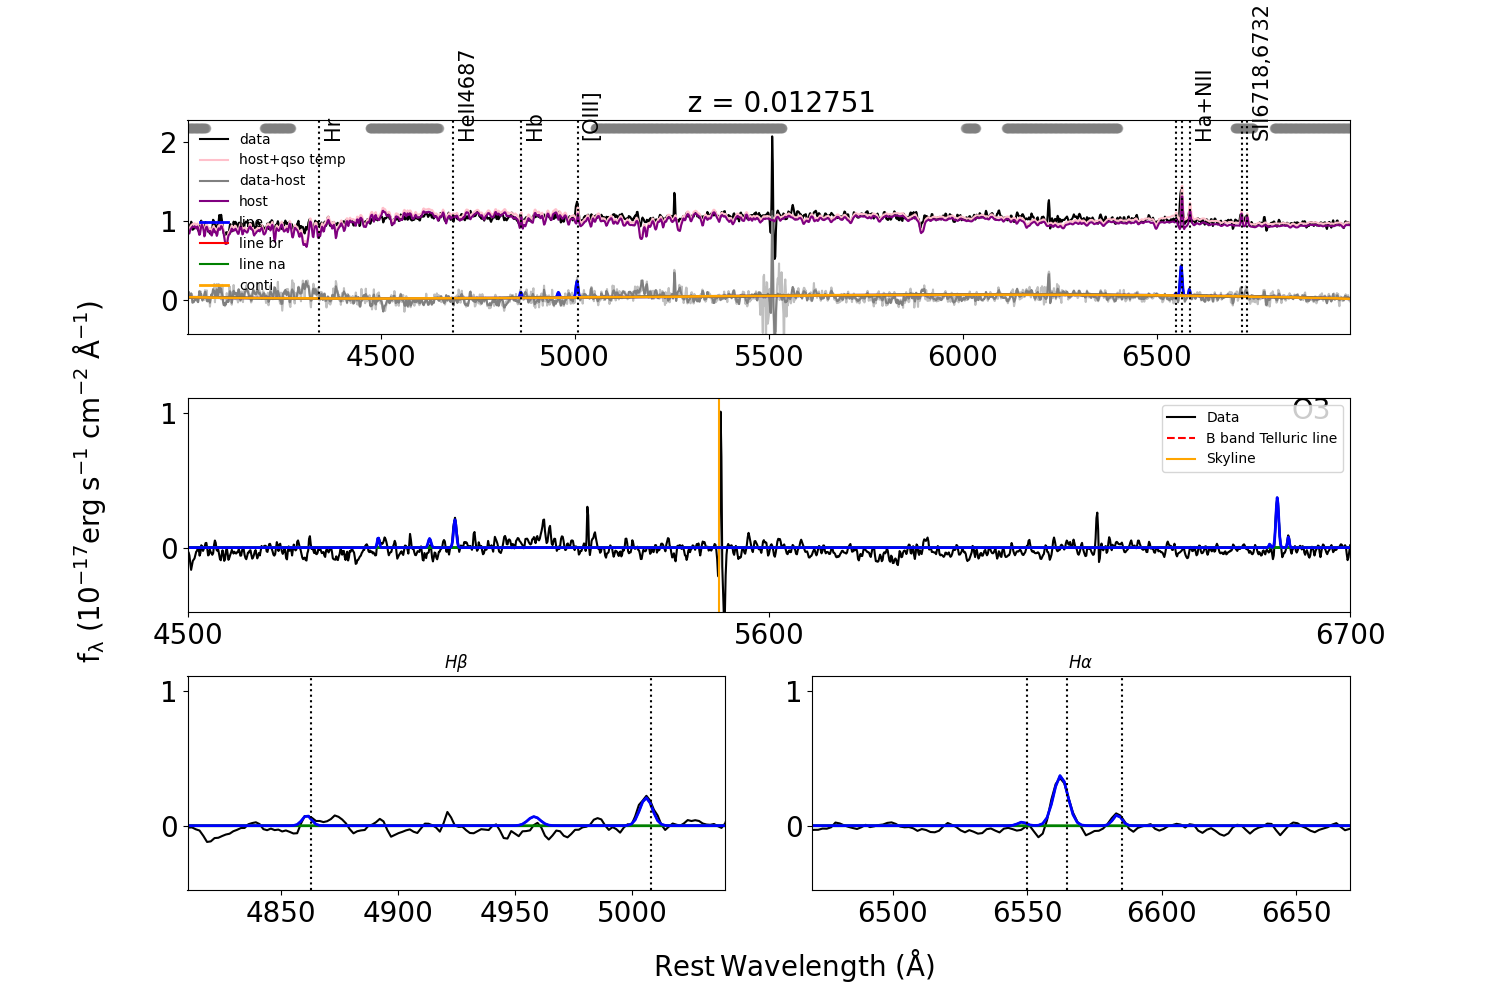 z = 0.012751
Hr
HeII4687
Hb
[OIII]
Ha+NII
SII6718,6732
data
host+qso temp
data-host
host
line
line br
line na
conti
2
1
0
4500
5000
5500
6000
6500
O3
Data
B band Telluric line
Skyline
1
0
4500
5600
6700
fλ (10⁻¹⁷erg s⁻¹ cm⁻² Å⁻¹)
Hβ
1
0
4850
4900
4950
5000
Hα
1
0
6500
6550
6600
6650
Rest Wavelength (Å)